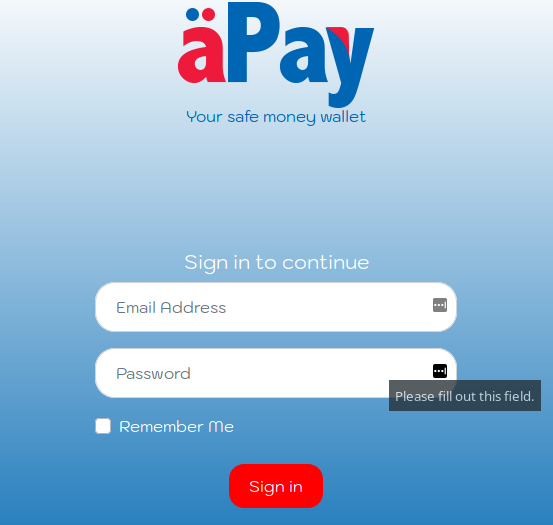 äPay
Your safe money wallet
Sign in to continue
Email Address
Password
Please fill out this field.
Remember Me
Sign in